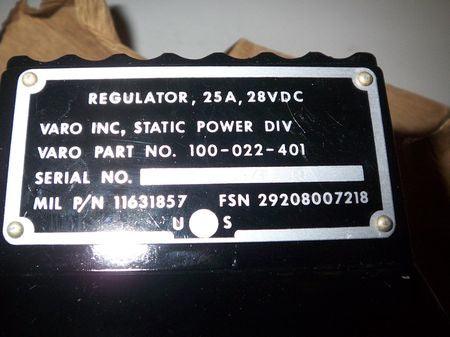 REGULATOR, 25A, 28VDC
VARO INC, STATIC POWER DIV
VARO PART NO. 100-022-401
SERIAL NO.
MIL P/N 11631857 FSN 29208007218
U S